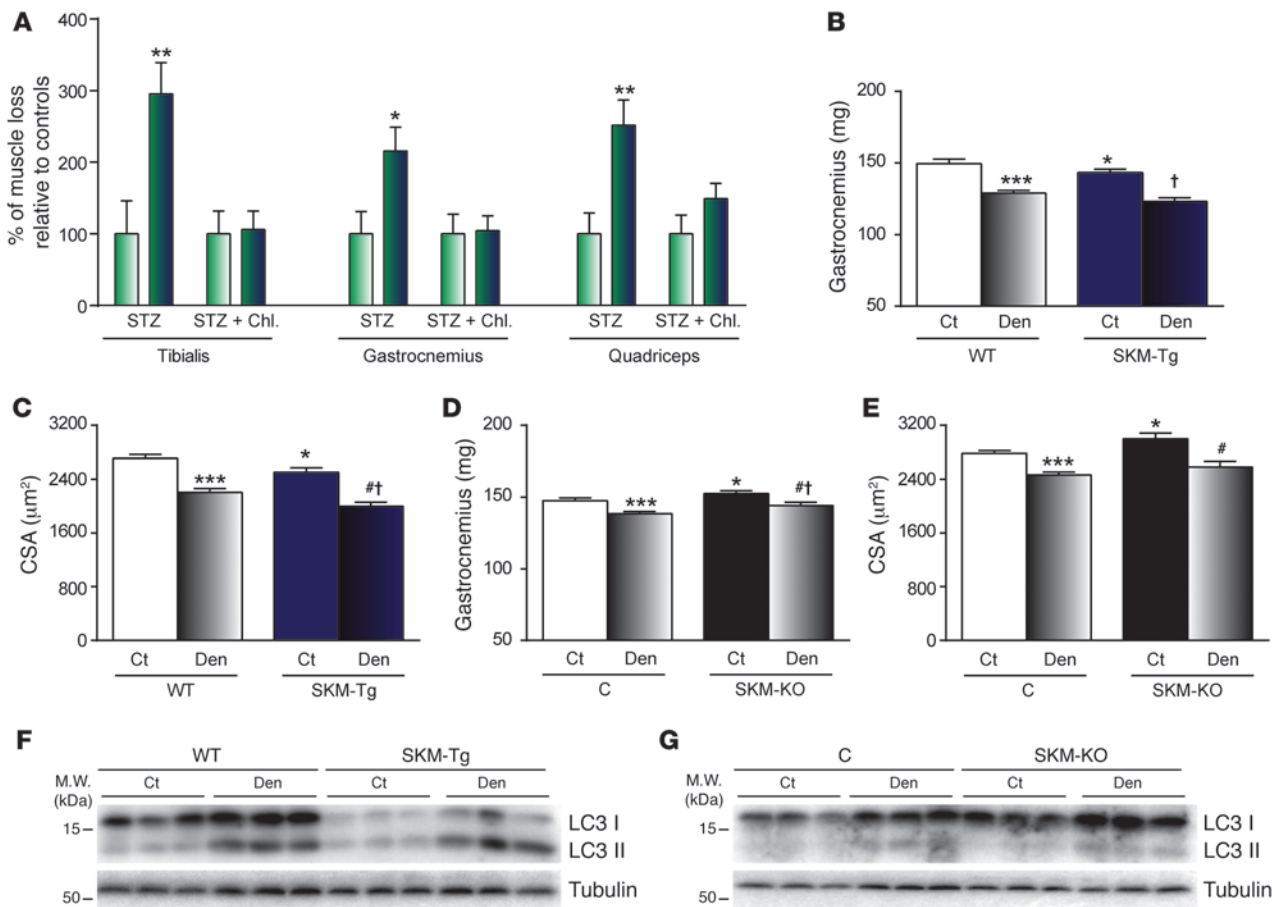 A
% of muscle loss
relative to controls
400
300
200
100
0
**
*
**
STZ STZ + Chl. STZ STZ + Chl. STZ STZ + Chl.
Tibialis Gastrocnemius Quadriceps
B
Gastrocnemius (mg)
200
150
100
50
***
*
†
Ct Den Ct Den
WT SKM-Tg
C
CSA (µm²)
3200
2400
1600
800
0
***
*
#†
Ct Den Ct Den
WT SKM-Tg
D
Gastrocnemius (mg)
200
150
100
50
***
*
#†
Ct Den Ct Den
C SKM-KO
E
CSA (µm²)
3200
2400
1600
800
0
***
*
#
Ct Den Ct Den
C SKM-KO
F
WT SKM-Tg
M.W.
(kDa)
Ct Den Ct Den
15
LC3 I
LC3 II
50
Tubulin
G
C SKM-KO
M.W.
(kDa)
Ct Den Ct Den
15
LC3 I
LC3 II
50
Tubulin